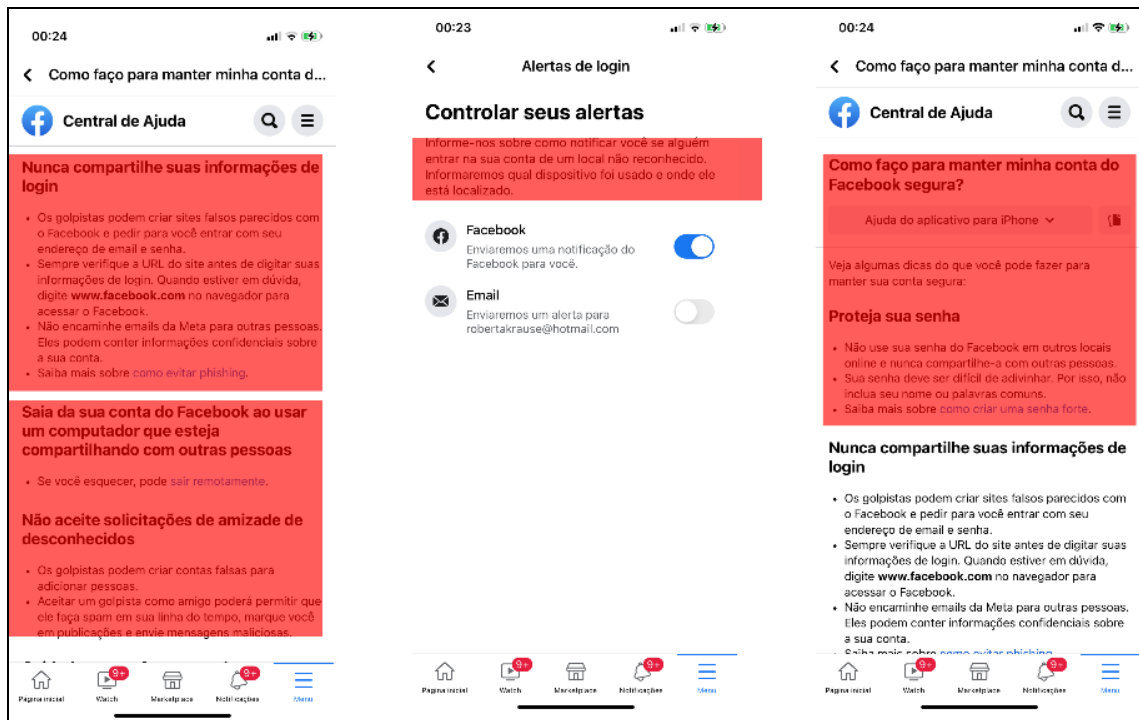 00:24
Como faço para manter minha conta d...
Central de Ajuda
Nunca compartilhe suas informações de
login
• Os golpistas podem criar sites falsos parecidos com
o Facebook e pedir para você entrar com seu
endereço de email e senha.
• Sempre verifique a URL do site antes de digitar suas
informações de login. Quando estiver em dúvida,
digite www.facebook.com no navegador para
acessar o Facebook.
• Não encaminhe emails da Meta para outras pessoas.
Eles podem conter informações confidenciais sobre
a sua conta.
• Saiba mais sobre como evitar phishing.
Saia da sua conta do Facebook ao usar
um computador que esteja
compartilhando com outras pessoas
• Se você esquecer, pode sair remotamente.
Não aceite solicitações de amizade de
desconhecidos
• Os golpistas podem criar contas falsas para
adicionar pessoas.
• Aceitar um golpista como amigo poderá permitir que
ele faça spam em sua linha do tempo, marque você
em publicações e envie mensagens maliciosas.
9+
9+
Página inicial
Watch
Marketplace
Notificações
Menu
00:23
Alertas de login
Controlar seus alertas
Informe-nos sobre como notificar você se alguém
entrar na sua conta de um local não reconhecido.
Informaremos qual dispositivo foi usado e onde ele
está localizado.
Facebook
Enviaremos uma notificação do
Facebook para você.
Email
Enviaremos um alerta para
robertakrause@hotmail.com
9+
9+
Página inicial
Watch
Marketplace
Notificações
Menu
00:24
Como faço para manter minha conta d...
Central de Ajuda
Como faço para manter minha conta do
Facebook segura?
Ajuda do aplicativo para iPhone
Veja algumas dicas do que você pode fazer para
manter sua conta segura:
Proteja sua senha
• Não use sua senha do Facebook em outros locais
online e nunca compartilhe-a com outras pessoas.
• Sua senha deve ser difícil de adivinhar. Por isso, não
inclua seu nome ou palavras comuns.
• Saiba mais sobre como criar uma senha forte.
Nunca compartilhe suas informações de
login
• Os golpistas podem criar sites falsos parecidos com
o Facebook e pedir para você entrar com seu
endereço de email e senha.
• Sempre verifique a URL do site antes de digitar suas
informações de login. Quando estiver em dúvida,
digite www.facebook.com no navegador para
acessar o Facebook.
• Não encaminhe emails da Meta para outras pessoas.
Eles podem conter informações confidenciais sobre
a sua conta.
• Saiba mais sobre como evitar phishing.
9+
9+
Página inicial
Watch
Marketplace
Notificações
Menu